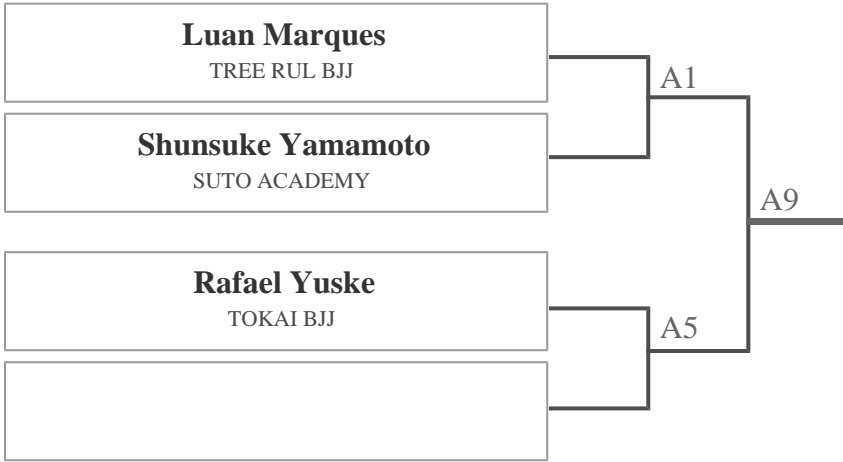 Luan Marques
TREE RUL BJJ
A1
Shunsuke Yamamoto
SUTO ACADEMY
A9
Rafael Yuske
TOKAI BJJ
A5